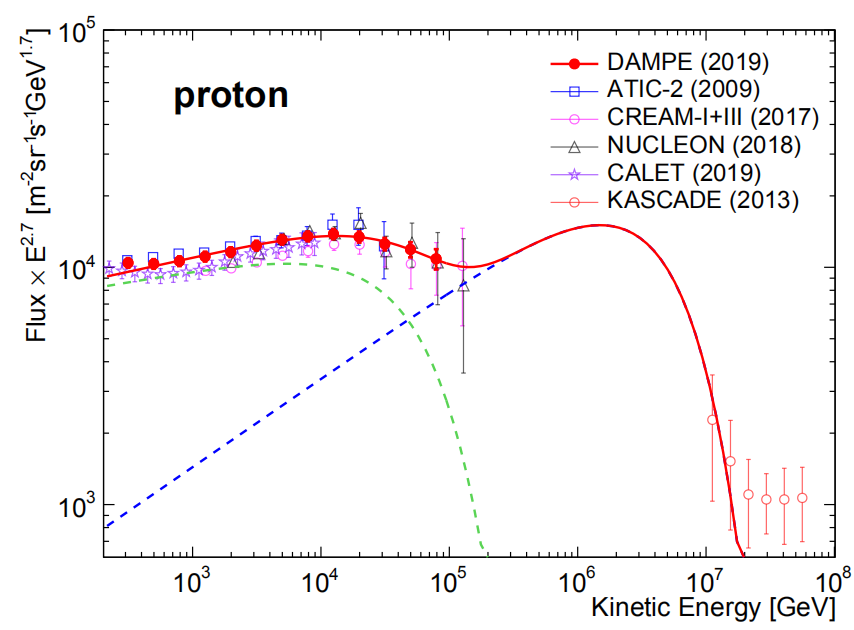 Flux × E^2.7 [m^-2sr^-1s^-1GeV^1.7]
10^5
10^4
10^3
proton
DAMPE (2019)
ATIC-2 (2009)
CREAM-I+III (2017)
NUCLEON (2018)
CALET (2019)
KASCADE (2013)
10^3 10^4 10^5 10^6 10^7 10^8
Kinetic Energy [GeV]